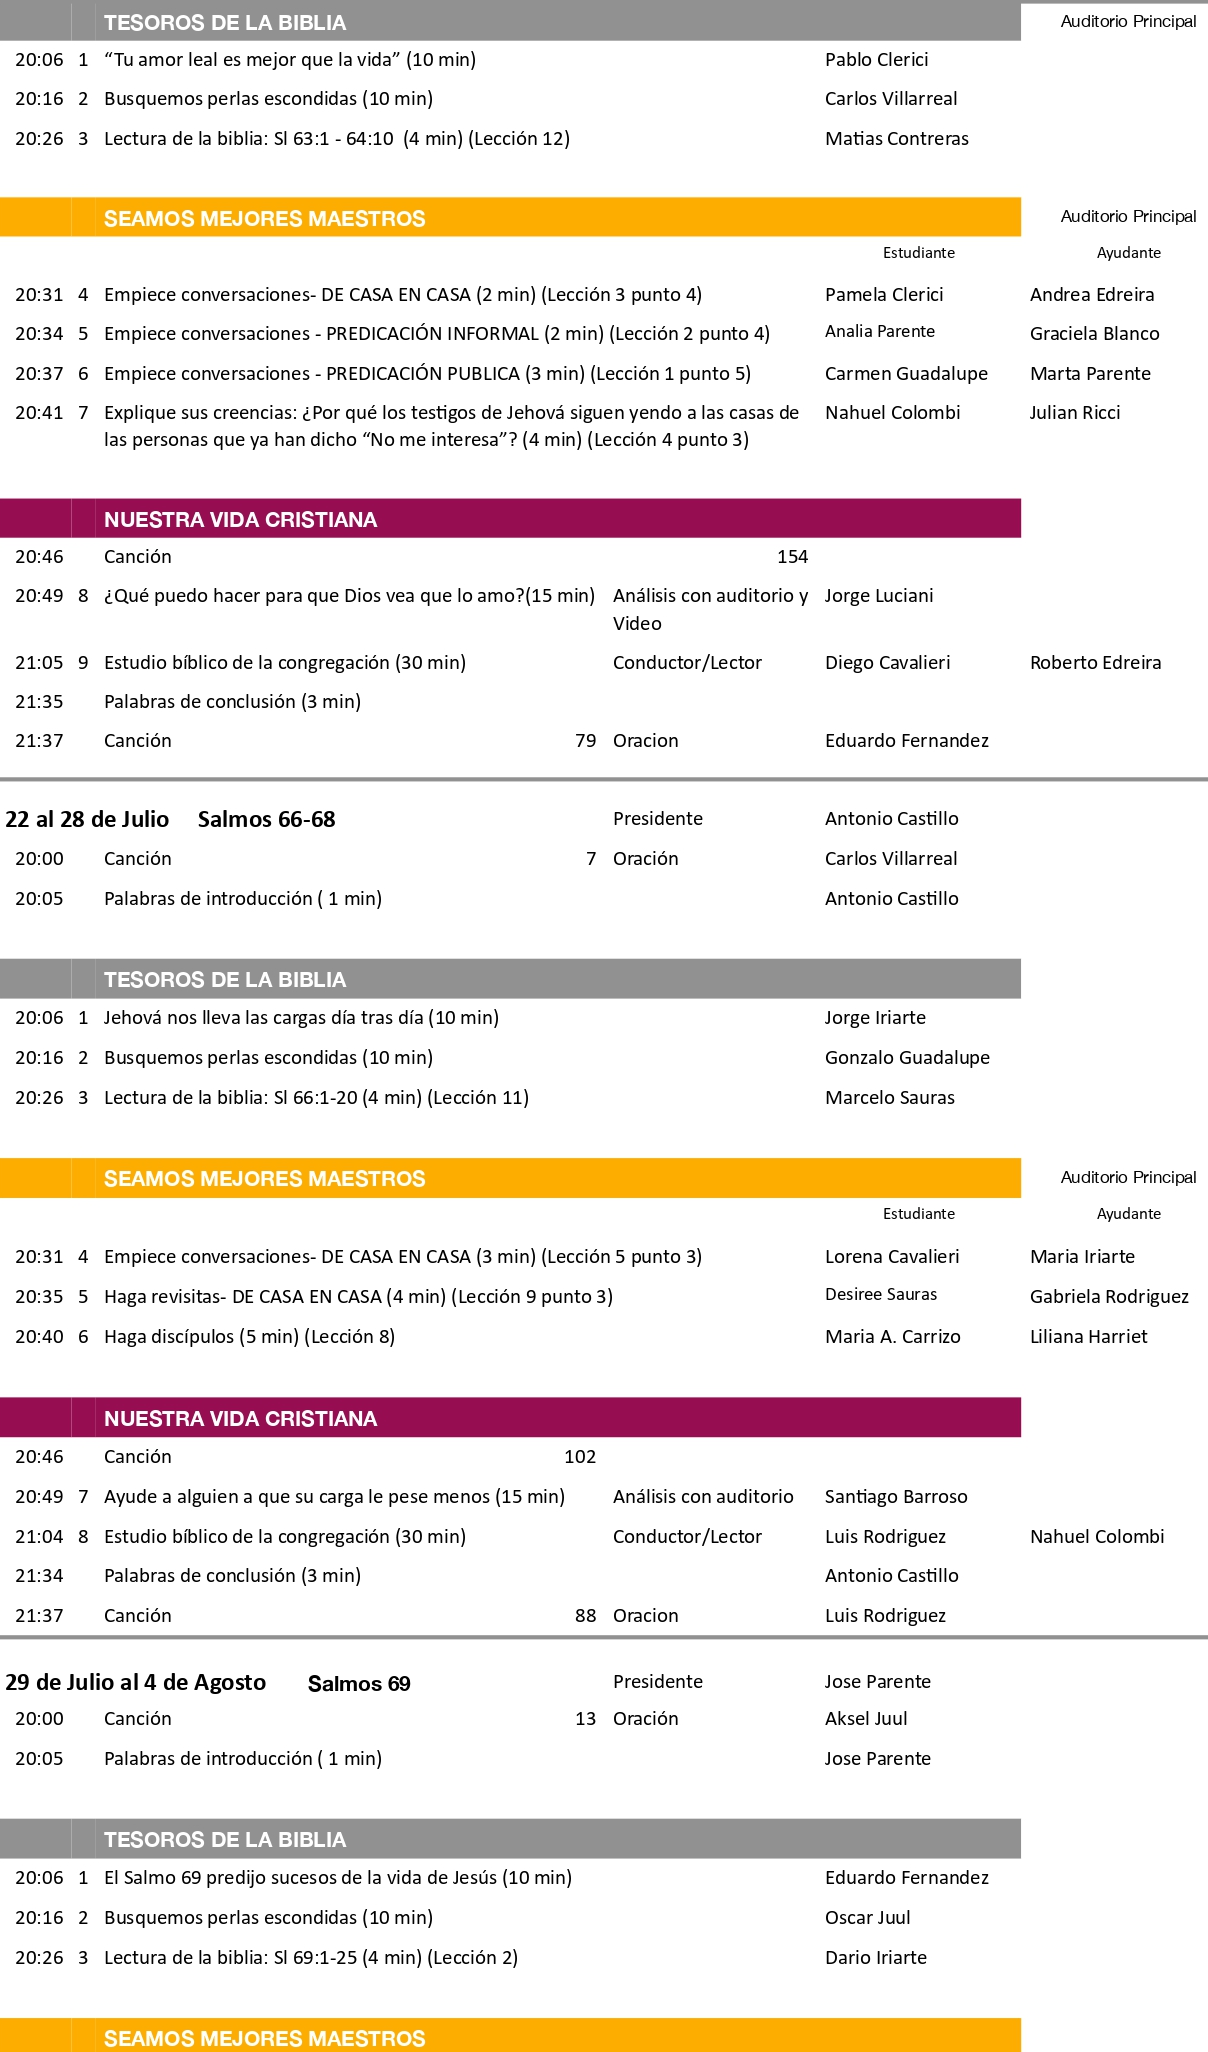 TESOROS DE LA BIBLIA Auditorio Principal
20:06 1 “Tu amor leal es mejor que la vida” (10 min) Pablo Clerici
20:16 2 Busquemos perlas escondidas (10 min) Carlos Villarreal
20:26 3 Lectura de la biblia: Sl 63:1 - 64:10 (4 min) (Lección 12) Matias Contreras
SEAMOS MEJORES MAESTROS Auditorio Principal
Estudiante Ayudante
20:31 4 Empiece conversaciones- DE CASA EN CASA (2 min) (Lección 3 punto 4) Pamela Clerici Andrea Edreira
20:34 5 Empiece conversaciones - PREDICACIÓN INFORMAL (2 min) (Lección 2 punto 4) Analia Parente Graciela Blanco
20:37 6 Empiece conversaciones - PREDICACIÓN PUBLICA (3 min) (Lección 1 punto 5) Carmen Guadalupe Marta Parente
20:41 7 Explique sus creencias: ¿Por qué los testigos de Jehová siguen yendo a las casas de Nahuel Colombi Julian Ricci
las personas que ya han dicho “No me interesa”? (4 min) (Lección 4 punto 3)
NUESTRA VIDA CRISTIANA
20:46 Canción 154
20:49 8 ¿Qué puedo hacer para que Dios vea que lo amo?(15 min) Análisis con auditorio y Jorge Luciani
Video
21:05 9 Estudio bíblico de la congregación (30 min) Conductor/Lector Diego Cavalieri Roberto Edreira
21:35 Palabras de conclusión (3 min)
21:37 Canción 79 Oracion Eduardo Fernandez
22 al 28 de Julio Salmos 66-68 Presidente Antonio Castillo
20:00 Canción 7 Oración Carlos Villarreal
20:05 Palabras de introducción ( 1 min) Antonio Castillo
TESOROS DE LA BIBLIA
20:06 1 Jehová nos lleva las cargas día tras día (10 min) Jorge Iriarte
20:16 2 Busquemos perlas escondidas (10 min) Gonzalo Guadalupe
20:26 3 Lectura de la biblia: Sl 66:1-20 (4 min) (Lección 11) Marcelo Sauras
SEAMOS MEJORES MAESTROS Auditorio Principal
Estudiante Ayudante
20:31 4 Empiece conversaciones- DE CASA EN CASA (3 min) (Lección 5 punto 3) Lorena Cavalieri Maria Iriarte
20:35 5 Haga revisitas- DE CASA EN CASA (4 min) (Lección 9 punto 3) Desiree Sauras Gabriela Rodriguez
20:40 6 Haga discípulos (5 min) (Lección 8) Maria A. Carrizo Liliana Harriet
NUESTRA VIDA CRISTIANA
20:46 Canción 102
20:49 7 Ayude a alguien a que su carga le pese menos (15 min) Análisis con auditorio Santiago Barroso
21:04 8 Estudio bíblico de la congregación (30 min) Conductor/Lector Luis Rodriguez Nahuel Colombi
21:34 Palabras de conclusión (3 min) Antonio Castillo
21:37 Canción 88 Oracion Luis Rodriguez
29 de Julio al 4 de Agosto Salmos 69 Presidente Jose Parente
20:00 Canción 13 Oración Aksel Juul
20:05 Palabras de introducción ( 1 min) Jose Parente
TESOROS DE LA BIBLIA
20:06 1 El Salmo 69 predijo sucesos de la vida de Jesús (10 min) Eduardo Fernandez
20:16 2 Busquemos perlas escondidas (10 min) Oscar Juul
20:26 3 Lectura de la biblia: Sl 69:1-25 (4 min) (Lección 2) Dario Iriarte
SEAMOS MEJORES MAESTROS